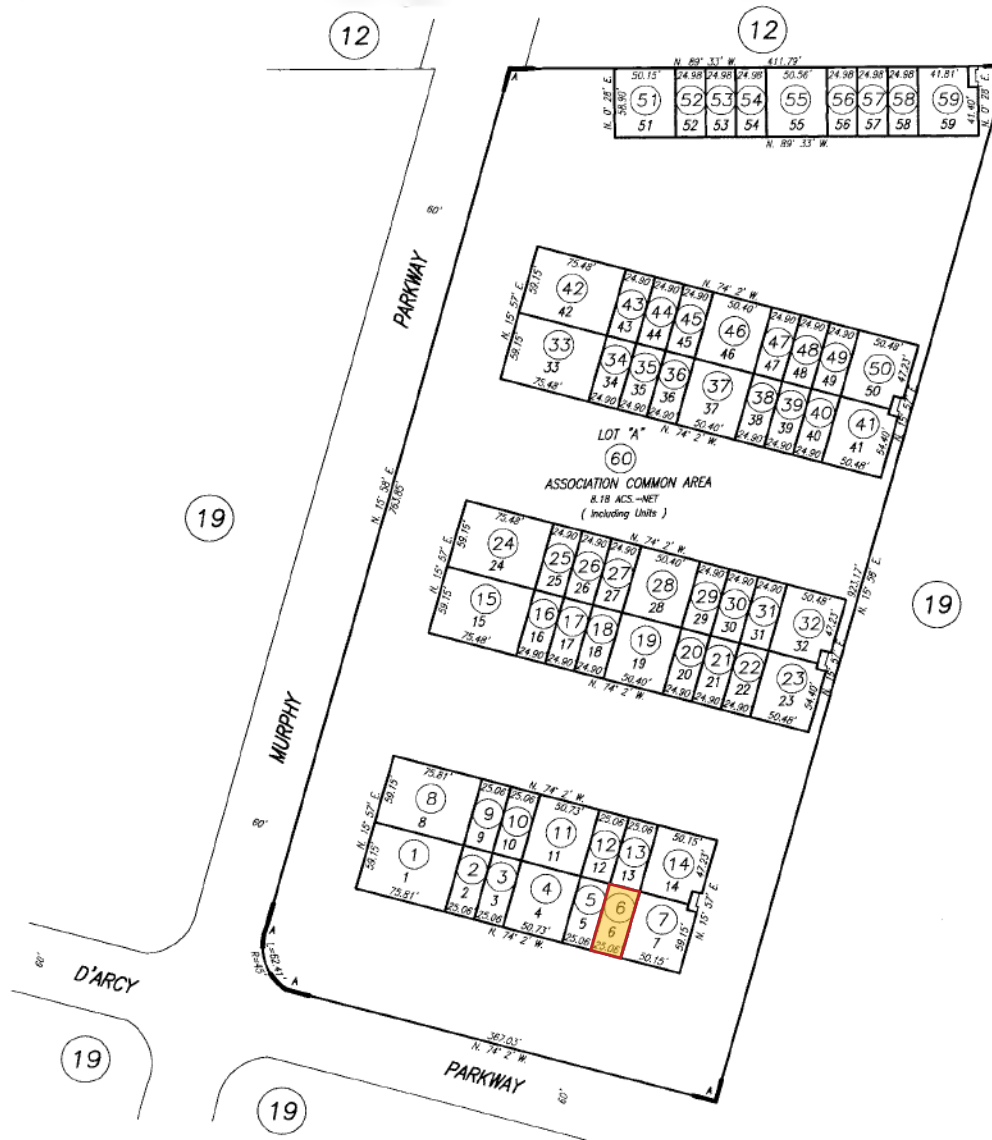 12
12
N. 89° 33' W. 411.79'
A
50.15' 24.98 24.98 24.98 50.56' 24.98 24.98 24.98 41.81'
N. 0° 28' E.
58.90'
51 52 53 54 55 56 57 58 59
41.40'
N. 0° 28' E.
51 52 53 54 55 56 57 58 59
N. 89° 33' W.
60'
PARKWAY
75.48' 24.90 24.90 24.90 N. 74° 2' W. 50.40' 24.90 24.90 24.90 50.48'
N. 15° 57' E.
59.15'
42 43 44 45 46 47 48 49 50
42 43 44 45 46 47 48 49 50
47.23'
59.15'
33 34 35 36 37 38 39 40 41
33 34 35 36 37 38 39 40 41
54.40'
N. 15° 57' E.
75.48' 24.90 24.90 24.90 50.40' 24.90 24.90 24.90 50.48'
N. 74° 2' W.
LOT "A"
60
ASSOCIATION COMMON AREA
8.18 ACS.-NET
( Including Units )
N. 15° 58' E.
763.85'
19
75.48' 24.90 24.90 24.90 N. 74° 2' W. 50.40' 24.90 24.90 24.90 50.48'
N. 15° 57' E.
59.15'
24 25 26 27 28 29 30 31 32
24 25 26 27 28 29 30 31 32
47.23'
59.15'
15 16 17 18 19 20 21 22 23
15 16 17 18 19 20 21 22 23
54.40'
N. 15° 57' E.
75.48' 24.90 24.90 24.90 50.40' 24.90 24.90 24.90 50.48'
N. 74° 2' W.
923.17'
N. 15° 58' E.
19
MURPHY
60'
75.81' 25.06 25.06 N. 74° 2' W. 50.73' 25.06 25.06 50.15'
N. 15° 57' E.
59.15'
8 9 10 11 12 13 14
8 9 10 11 12 13 14
47.23'
59.15'
1 2 3 4 5 6 7
1 2 3 4 5 6 7
59.15'
N. 15° 57' E.
75.81' 25.06 25.06 50.73' 25.06 25.06' 50.15'
N. 74° 2' W.
A
L=62.41'
R=45'
A
60'
D'ARCY
367.03'
N. 74° 2' W.
PARKWAY
60'
A
19
19